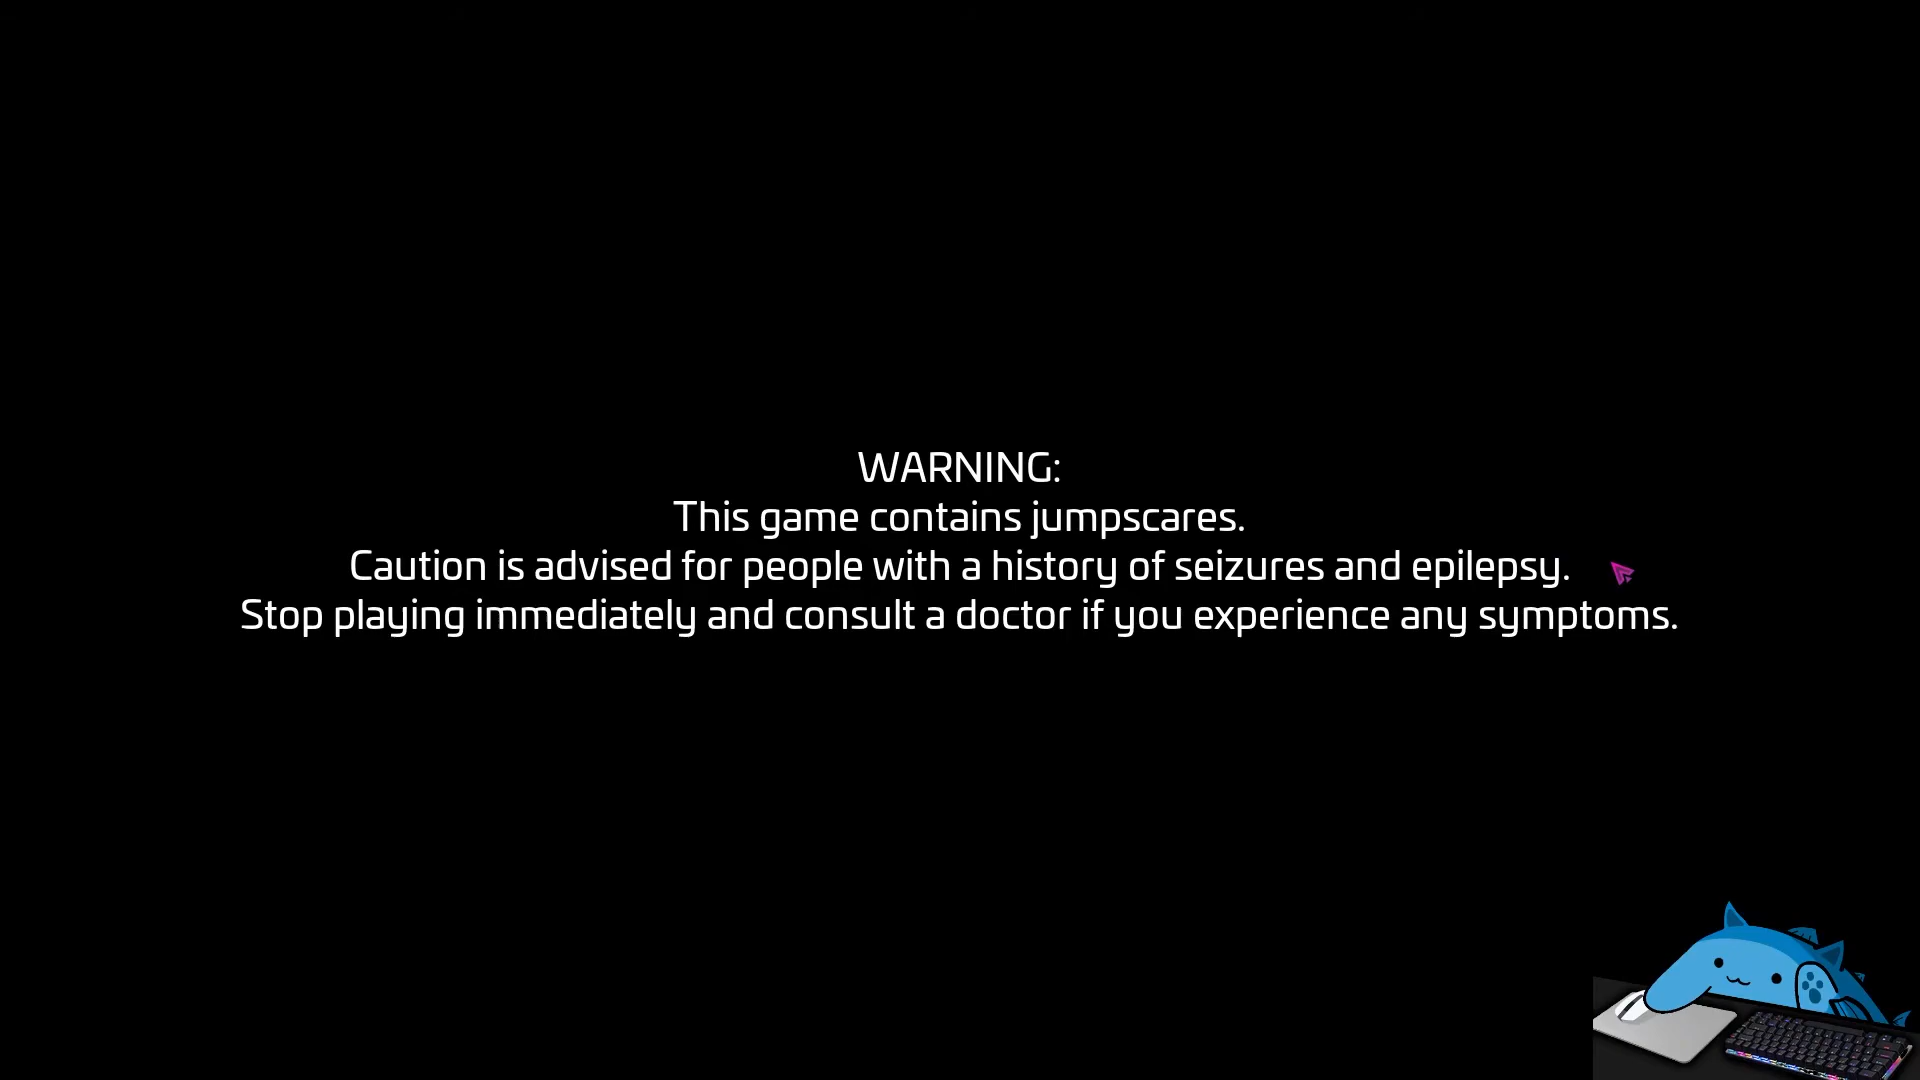 WARNING:
This game contains jumpscares.
Caution is advised for people with a history of seizures and epilepsy.
Stop playing immediately and consult a doctor if you experience any symptoms.